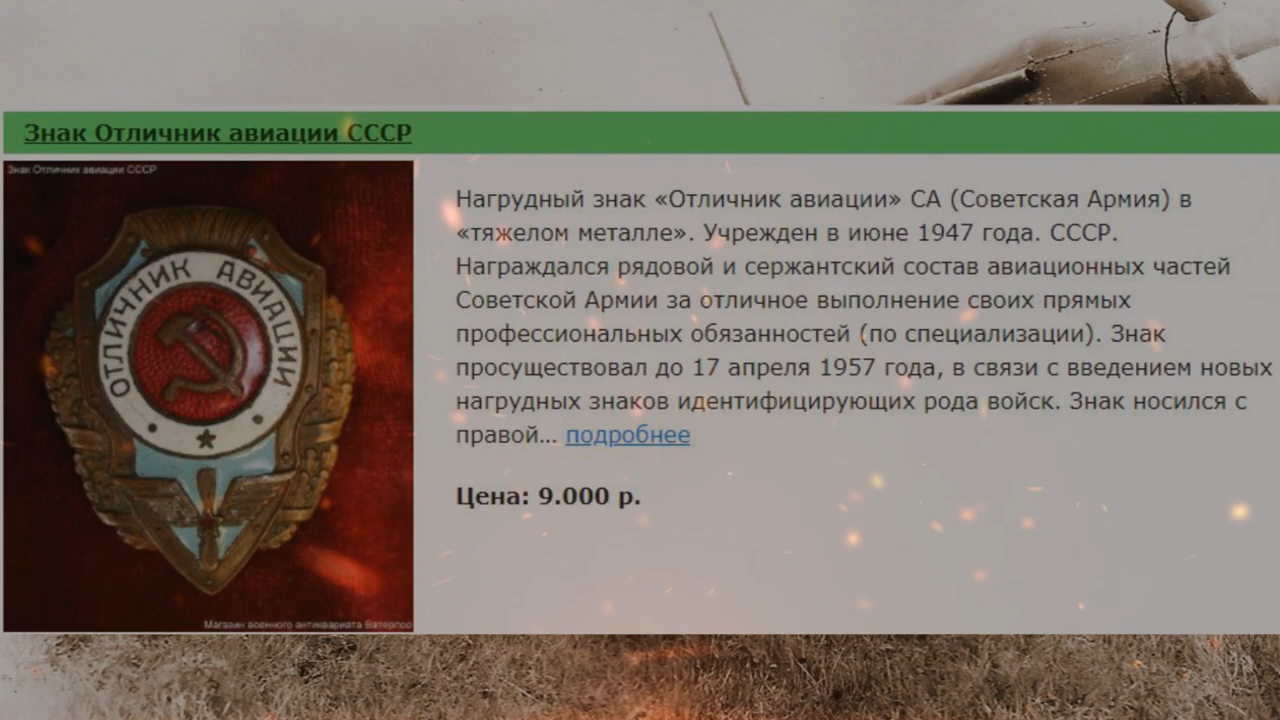 Знак Отличник авиации СССР
Знак Отличник авиации СССР
ОТЛИЧНИК АВИАЦИИ
Магазин военного антиквариата Ватерлоо
Нагрудный знак «Отличник авиации» СА (Советская Армия) в
«тяжелом металле». Учрежден в июне 1947 года. СССР.
Награждался рядовой и сержантский состав авиационных частей
Советской Армии за отличное выполнение своих прямых
профессиональных обязанностей (по специализации). Знак
просуществовал до 17 апреля 1957 года, в связи с введением новых
нагрудных знаков идентифицирующих рода войск. Знак носился с
правой... подробнее
Цена: 9.000 р.